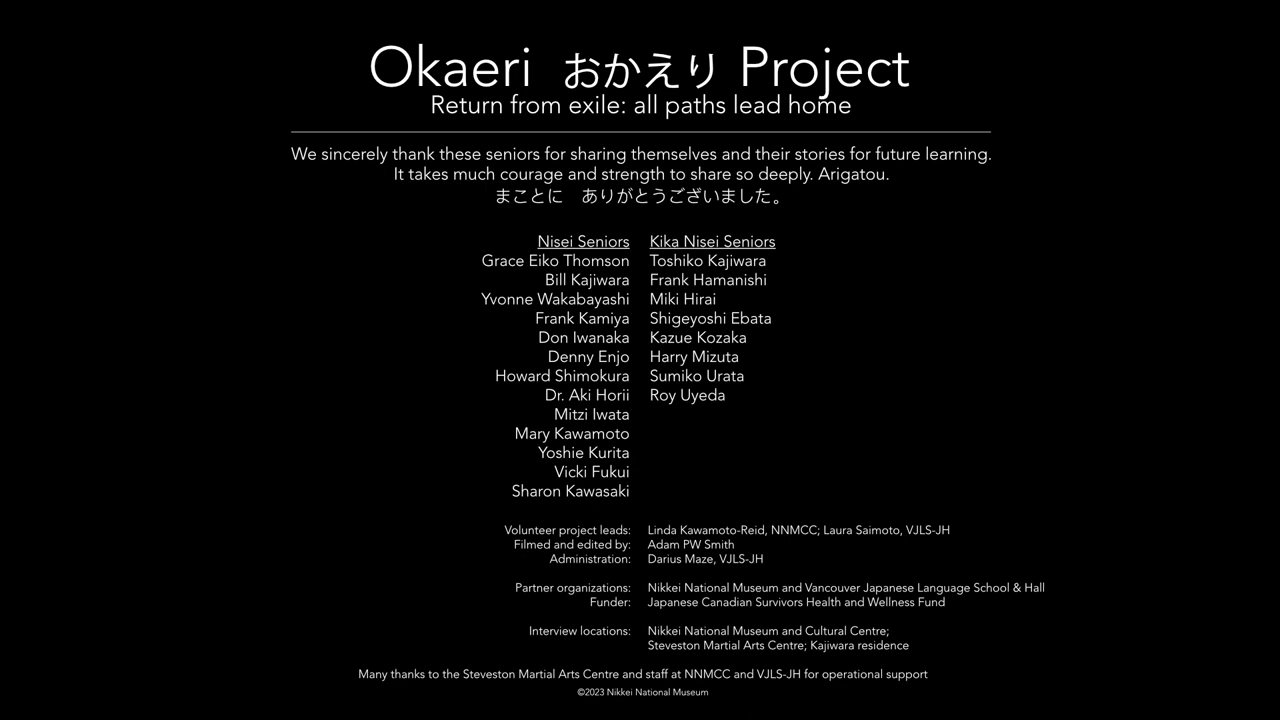 Okaeri おかえり Project
Return from exile: all paths lead home
We sincerely thank these seniors for sharing themselves and their stories for future learning.
It takes much courage and strength to share so deeply. Arigatou.
まことに　ありがとうございました。
Nisei Seniors Kika Nisei Seniors
Grace Eiko Thomson Toshiko Kajiwara
Bill Kajiwara Frank Hamanishi
Yvonne Wakabayashi Miki Hirai
Frank Kamiya Shigeyoshi Ebata
Don Iwanaka Kazue Kozaka
Denny Enjo Harry Mizuta
Howard Shimokura Sumiko Urata
Dr. Aki Horii Roy Uyeda
Mitzi Iwata
Mary Kawamoto
Yoshie Kurita
Vicki Fukui
Sharon Kawasaki
Volunteer project leads: Linda Kawamoto-Reid, NNMCC; Laura Saimoto, VJLS-JH
Filmed and edited by: Adam PW Smith
Administration: Darius Maze, VJLS-JH
Partner organizations: Nikkei National Museum and Vancouver Japanese Language School & Hall
Funder: Japanese Canadian Survivors Health and Wellness Fund
Interview locations: Nikkei National Museum and Cultural Centre;
Steveston Martial Arts Centre; Kajiwara residence
Many thanks to the Steveston Martial Arts Centre and staff at NNMCC and VJLS-JH for operational support
©2023 Nikkei National Museum